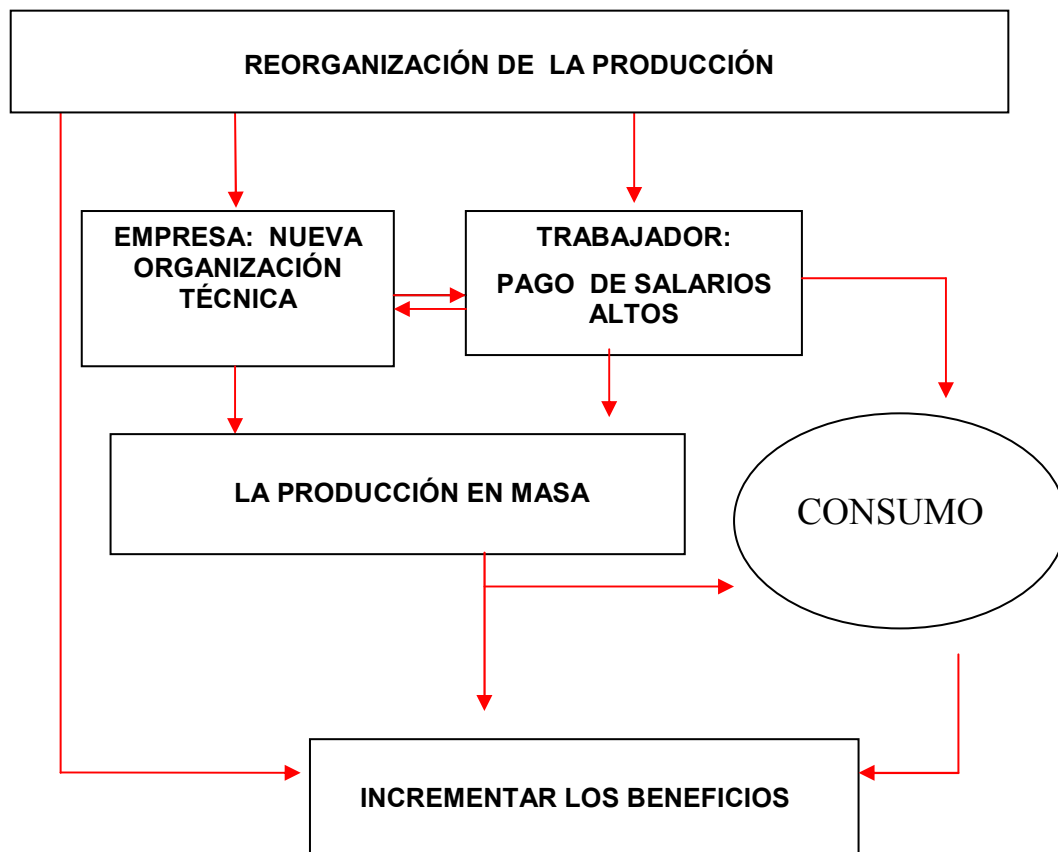 REORGANIZACIÓN DE LA PRODUCCIÓN
EMPRESA: NUEVA
ORGANIZACIÓN
TÉCNICA
TRABAJADOR:
PAGO DE SALARIOS
ALTOS
LA PRODUCCIÓN EN MASA
CONSUMO
INCREMENTAR LOS BENEFICIOS